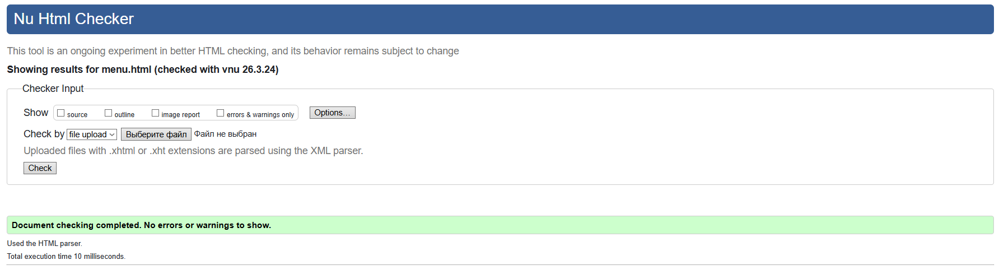 Nu Html Checker
This tool is an ongoing experiment in better HTML checking, and its behavior remains subject to change
Showing results for menu.html (checked with vnu 26.3.24)
Checker Input
Show source outline image report errors & warnings only Options...
Check by file upload Выберите файл Файл не выбран
Uploaded files with .xhtml or .xht extensions are parsed using the XML parser.
Check
Document checking completed. No errors or warnings to show.
Used the HTML parser.
Total execution time 10 milliseconds.